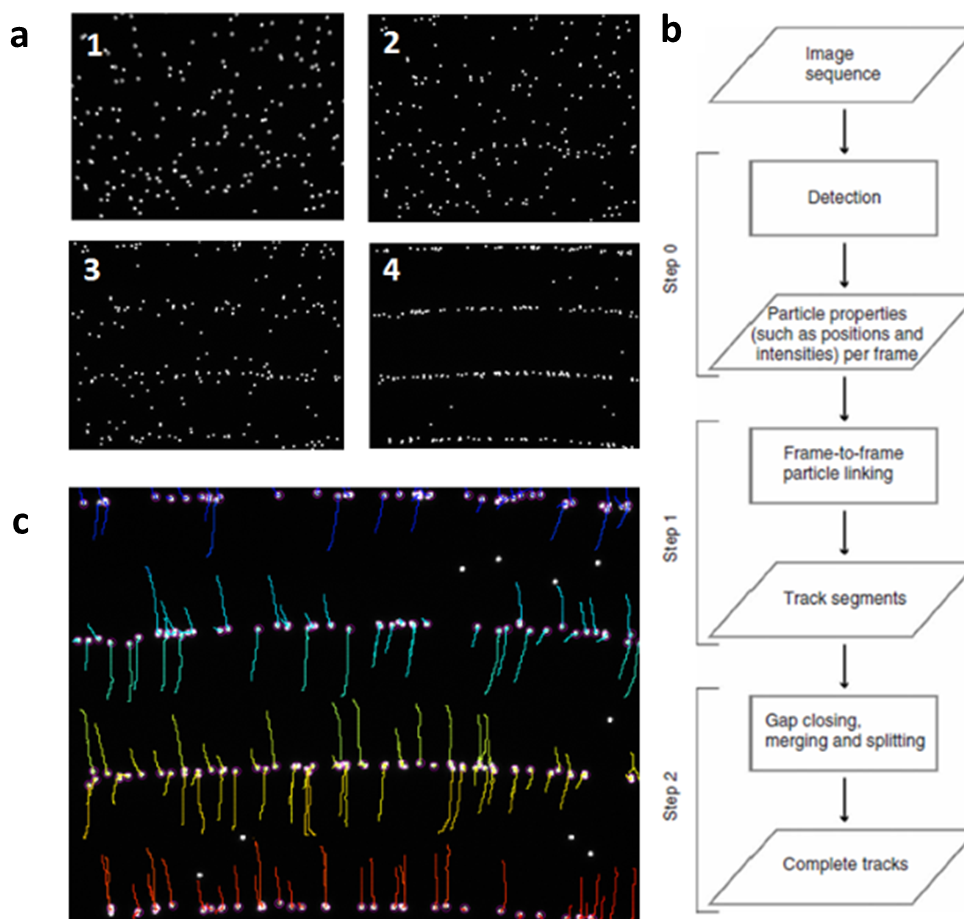 a
1
2
3
4
c
b
Image
sequence
Step 0
Detection
Particle properties
(such as positions and
intensities) per frame
Step 1
Frame-to-frame
particle linking
Track segments
Step 2
Gap closing,
merging and splitting
Complete tracks